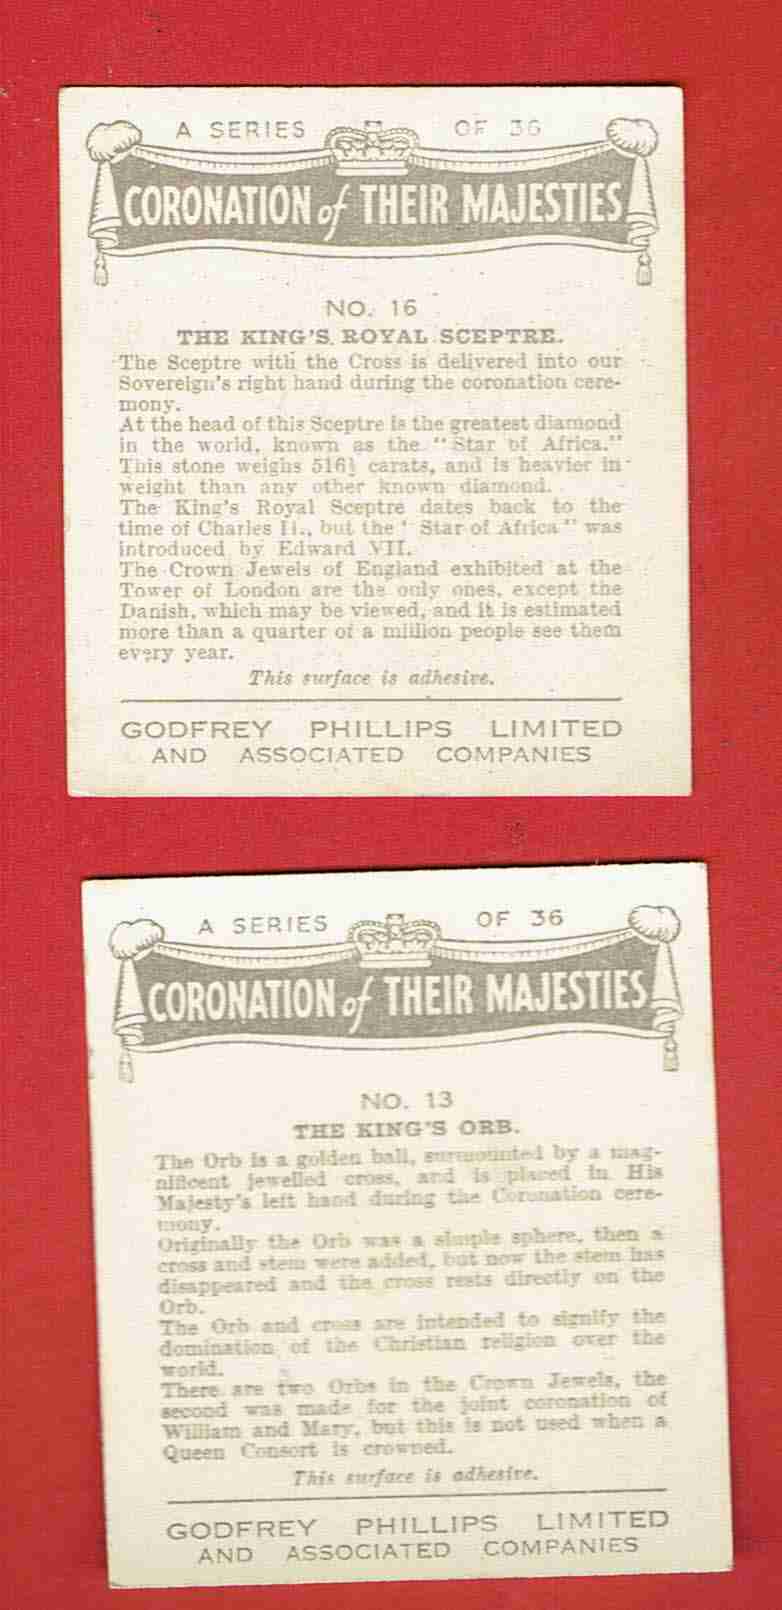 A SERIES OF 36
CORONATION of THEIR MAJESTIES
NO. 16
THE KING'S ROYAL SCEPTRE.
The Sceptre with the Cross is delivered into our
Sovereign's right hand during the coronation cere-
mony.
At the head of this Sceptre is the greatest diamond
in the world, known as the "Star of Africa."
This stone weighs 516½ carats, and is heavier in
weight than any other known diamond.
The King's Royal Sceptre dates back to the
time of Charles II., but the "Star of Africa" was
introduced by Edward VII.
The Crown Jewels of England exhibited at the
Tower of London are the only ones, except the
Danish, which may be viewed, and it is estimated
more than a quarter of a million people see them
every year.
This surface is adhesive.
GODFREY PHILLIPS LIMITED
AND ASSOCIATED COMPANIES
A SERIES OF 36
CORONATION of THEIR MAJESTIES
NO. 13
THE KING'S ORB.
The Orb is a golden ball, surmounted by a mag-
nificent jewelled cross, and is placed in His
Majesty's left hand during the Coronation cere-
mony.
Originally the Orb was a simple sphere, then a
cross and stem were added, but now the stem has
disappeared and the cross rests directly on the
Orb.
The Orb and cross are intended to signify the
domination of the Christian religion over the
world.
There are two Orbs in the Crown Jewels, the
second was made for the joint coronation of
William and Mary, but this is not used when a
Queen Consort is crowned.
This surface is adhesive.
GODFREY PHILLIPS LIMITED
AND ASSOCIATED COMPANIES